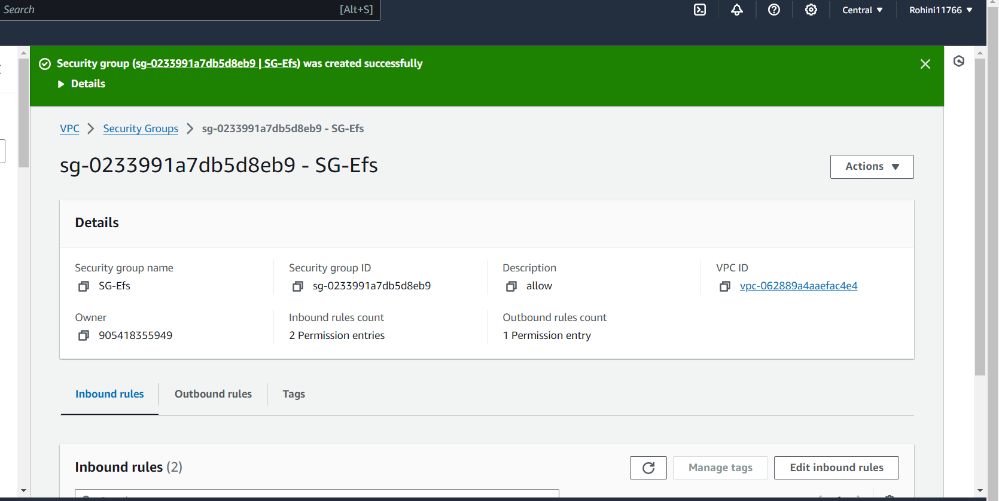 Search [Alt+S] Central Rohini11766
Security group (sg-0233991a7db5d8eb9 | SG-Efs) was created successfully
Details
VPC Security Groups sg-0233991a7db5d8eb9 - SG-Efs
sg-0233991a7db5d8eb9 - SG-Efs
Actions
Details
Security group name Security group ID Description VPC ID
SG-Efs sg-0233991a7db5d8eb9 allow vpc-062889a4aaefac4e4
Owner Inbound rules count Outbound rules count
905418355949 2 Permission entries 1 Permission entry
Inbound rules Outbound rules Tags
Inbound rules (2) Manage tags Edit inbound rules